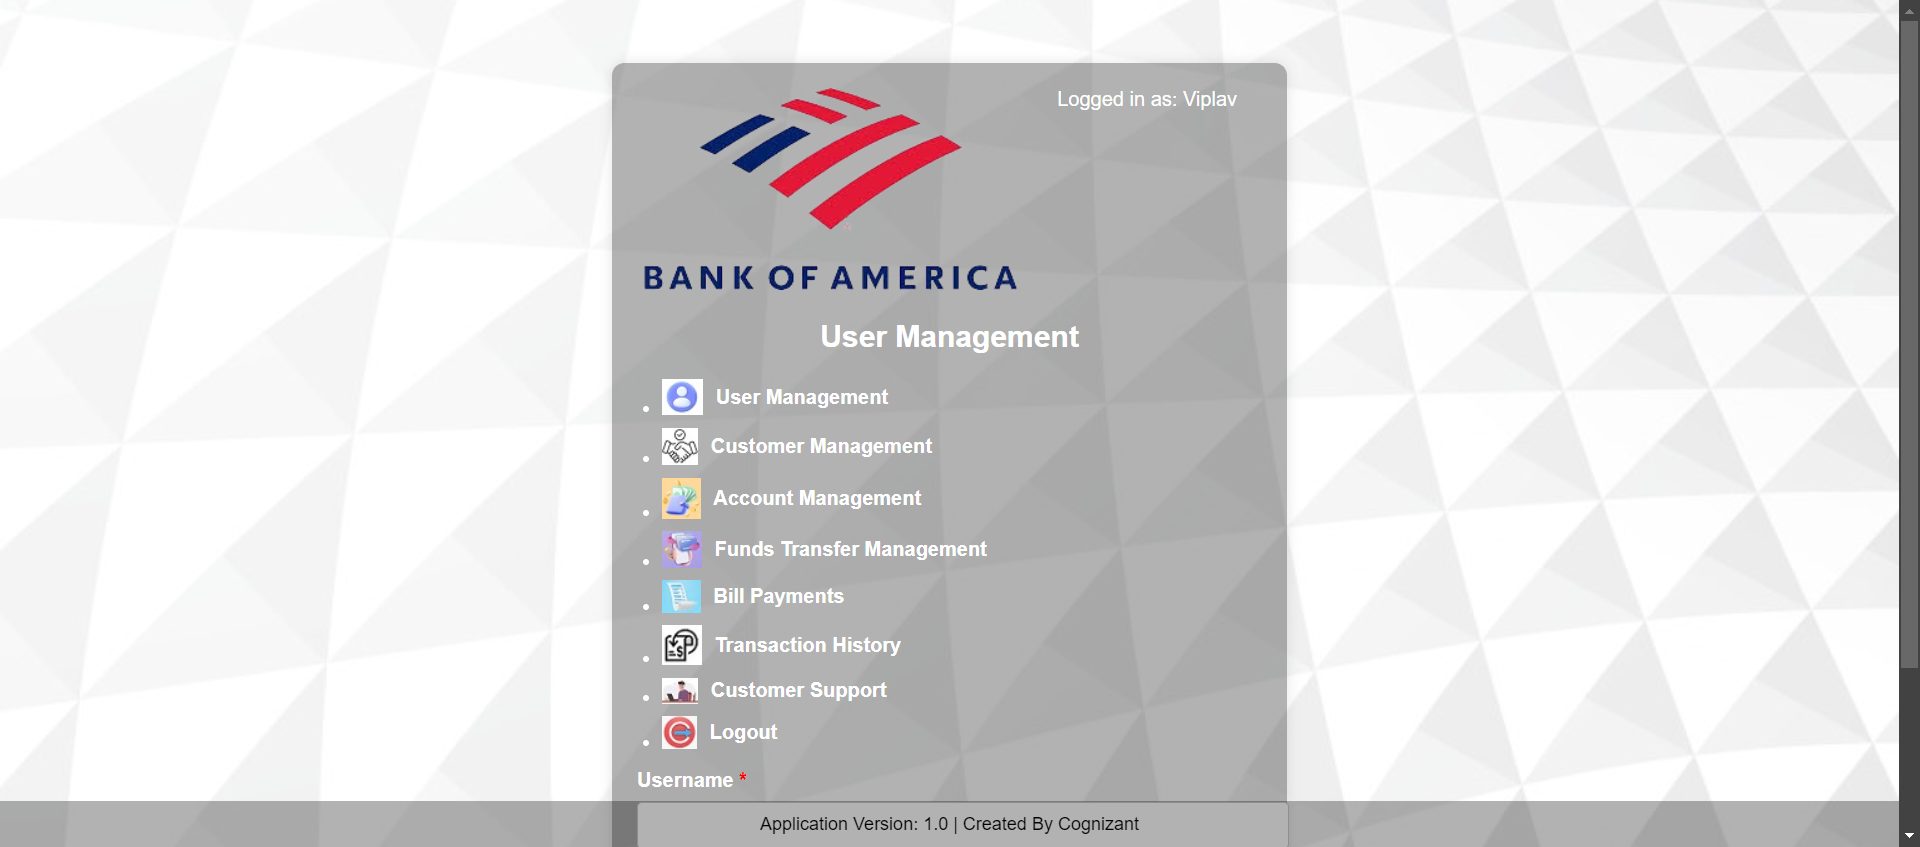 Logged in as: Viplav
BANK OF AMERICA
User Management
User Management
Customer Management
Account Management
Funds Transfer Management
Bill Payments
Transaction History
Customer Support
Logout
Username *
Application Version: 1.0 | Created By Cognizant